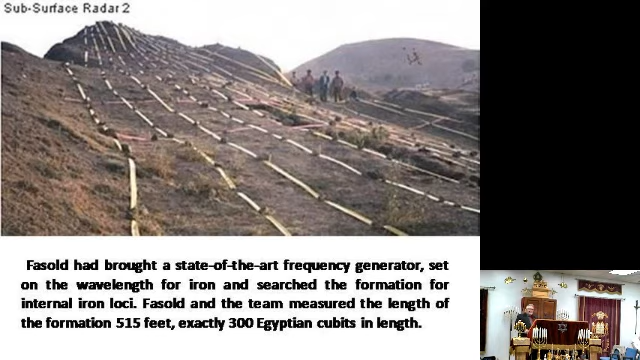 Sub-Surface Radar 2
Fasold had brought a state-of-the-art frequency generator, set
on the wavelength for iron and searched the formation for
internal iron loci. Fasold and the team measured the length of
the formation 515 feet, exactly 300 Egyptian cubits in length.